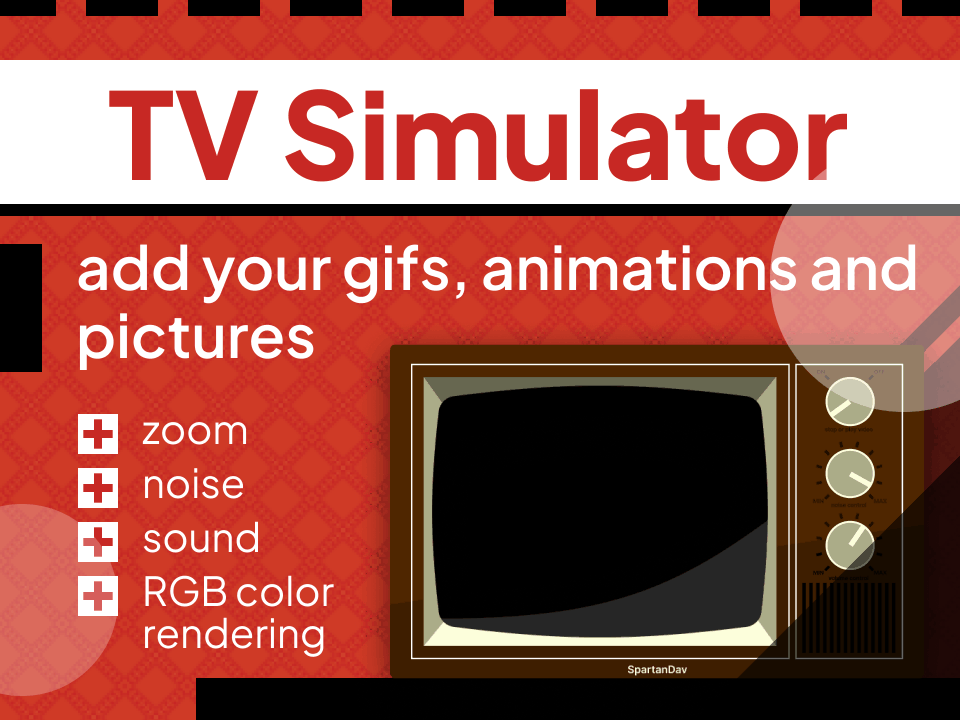 TV Simulator
add your gifs, animations and
pictures
zoom
noise
sound
RGB color
rendering
SpartanDav